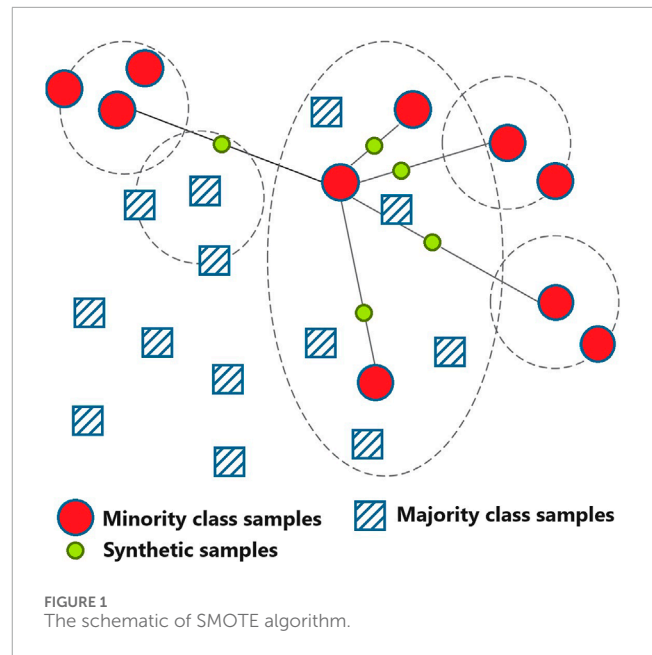 Minority class samples
Majority class samples
Synthetic samples
FIGURE 1
The schematic of SMOTE algorithm.